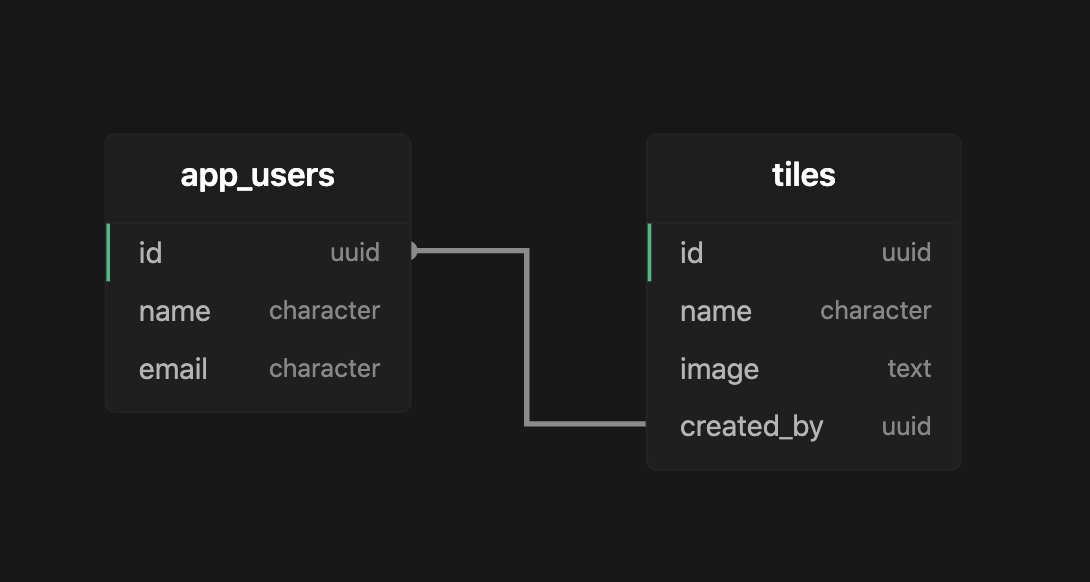 app_users
id uuid
name character
email character
tiles
id uuid
name character
image text
created_by uuid